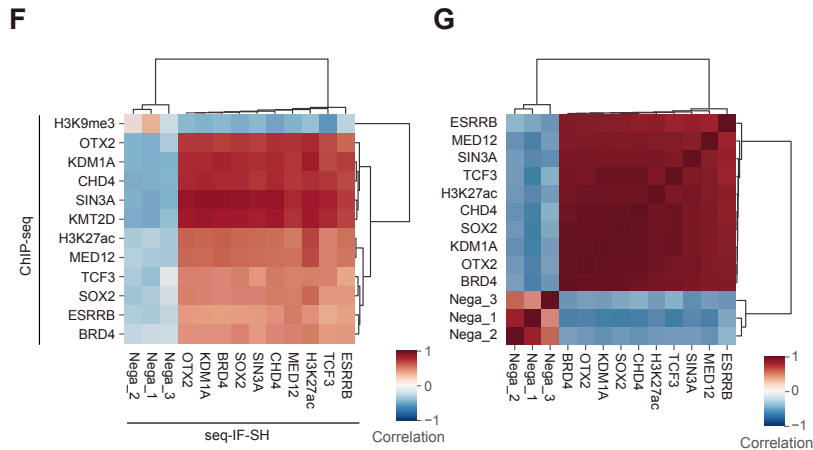 F
G
H3K9me3
OTX2
KDM1A
CHD4
SIN3A
KMT2D
H3K27ac
MED12
TCF3
SOX2
ESRRB
BRD4
ChIP-seq
Nega_2
Nega_1
Nega_3
OTX2
KDM1A
BRD4
SOX2
SIN3A
CHD4
MED12
H3K27ac
TCF3
ESRRB
seq-IF-SH
1
0
−1
Correlation
ESRRB
MED12
SIN3A
TCF3
H3K27ac
CHD4
SOX2
KDM1A
OTX2
BRD4
Nega_3
Nega_1
Nega_2
Nega_2
Nega_1
Nega_3
BRD4
OTX2
KDM1A
SOX2
CHD4
H3K27ac
TCF3
SIN3A
MED12
ESRRB
1
0
−1
Correlation